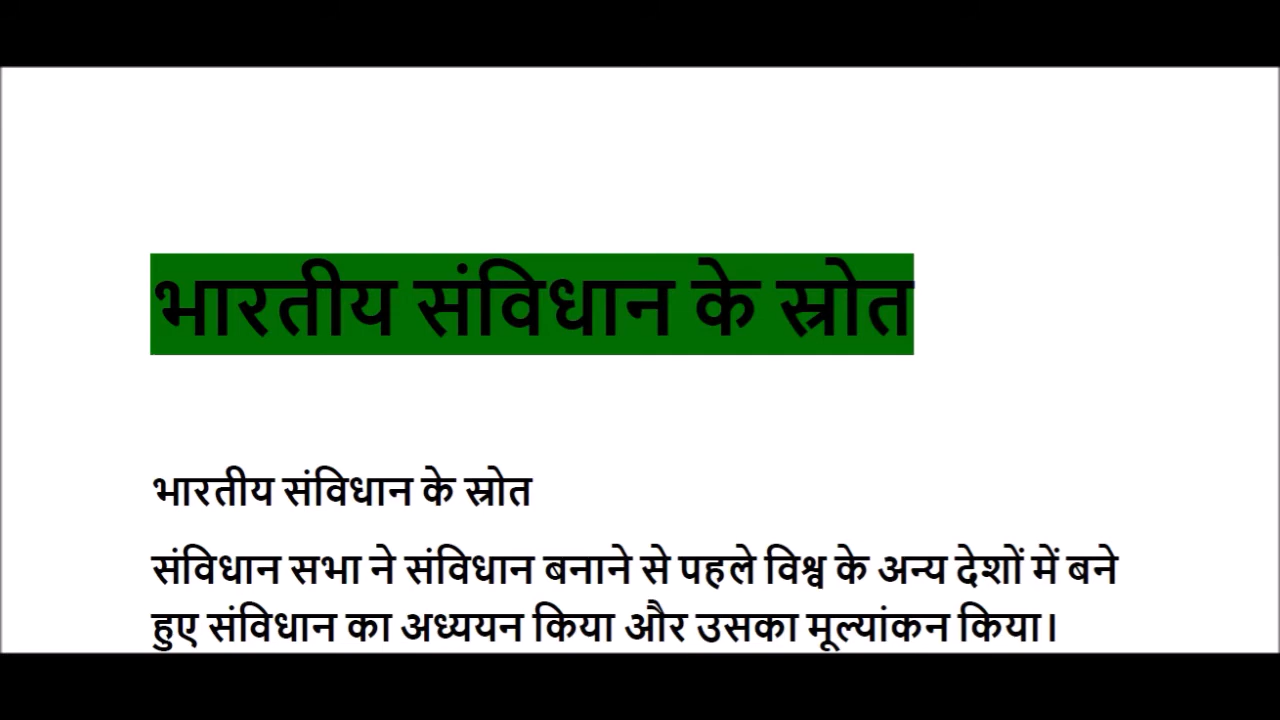 भारतीय संविधान के स्रोत
भारतीय संविधान के स्रोत
संविधान सभा ने संविधान बनाने से पहले विश्व के अन्य देशों में बने
हुए संविधान का अध्ययन किया और उसका मूल्यांकन किया।